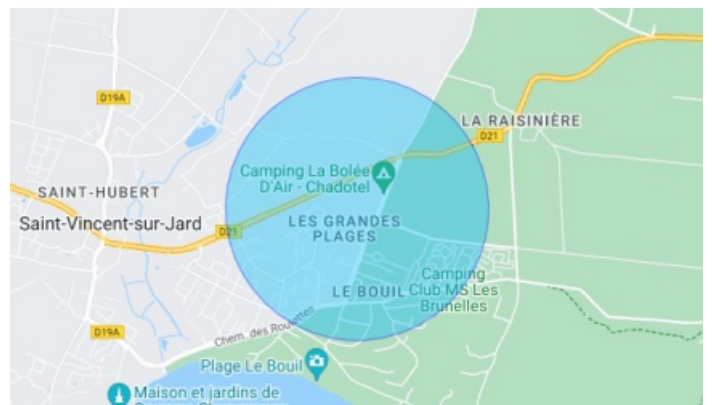 D19A
LA RAISINIÈRE
D21
Camping La Bolée
D'Air - Chadotel
SAINT-HUBERT
Saint-Vincent-sur-Jard
D21
LES GRANDES
PLAGES
Camping
Club MS Les
Brunelles
LE BOUIL
Chem. des Roulettes
D19A
Plage Le Bouil
Maison et jardins de